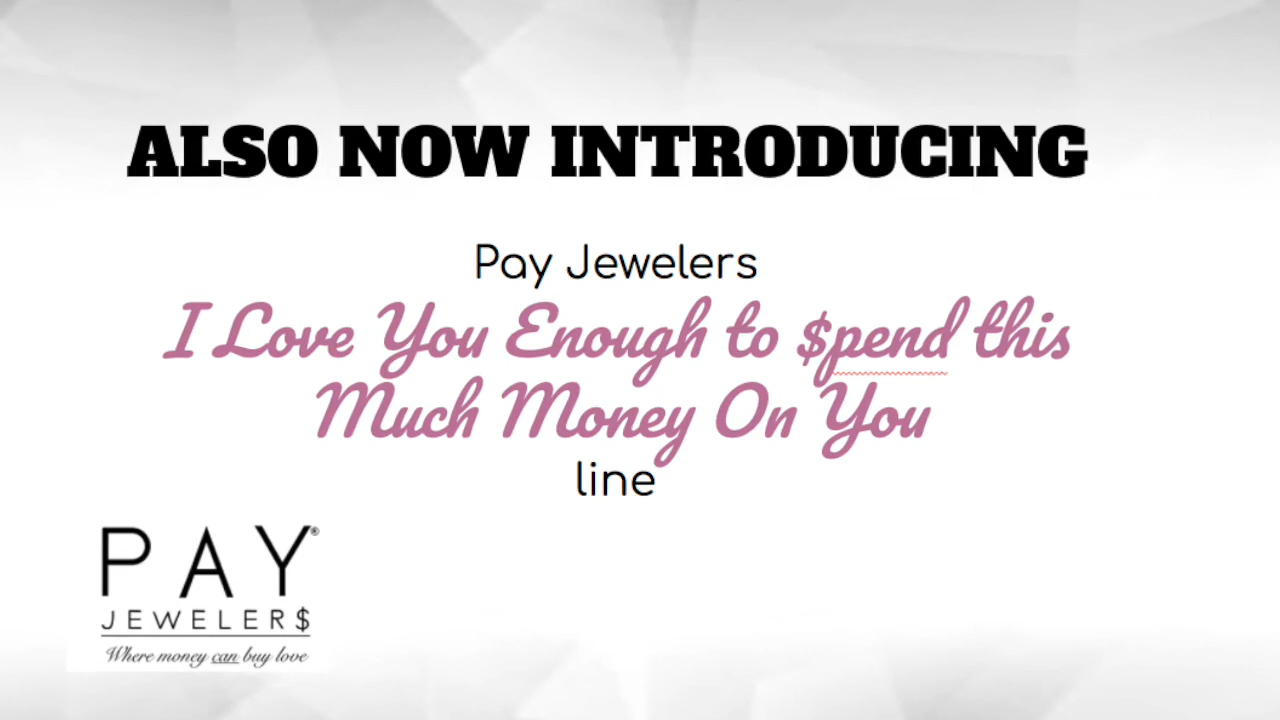 ALSO NOW INTRODUCING
Pay Jewelers
I Love You Enough to $pend this
Much Money On You
line
PAY®
JEWELER$
Where money can buy love